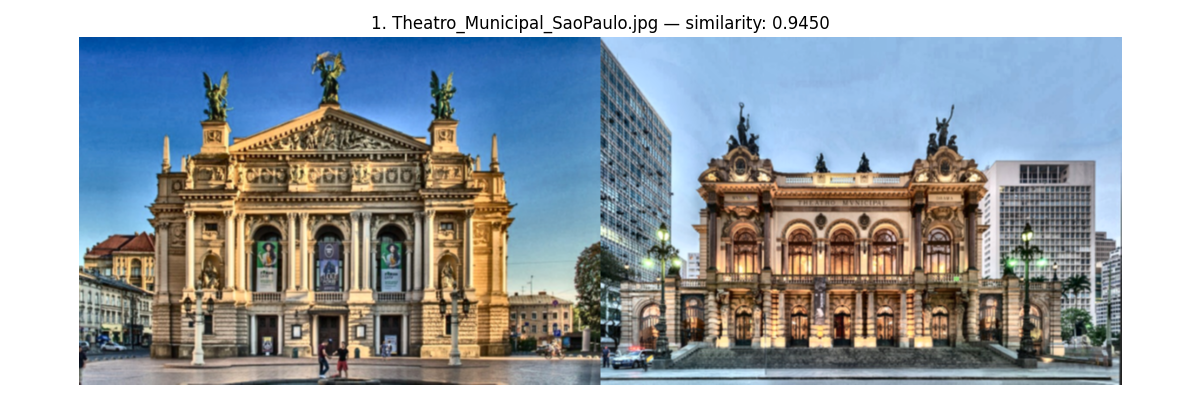 1. Theatro_Municipal_SaoPaulo.jpg — similarity: 0.9450
THEATRO MUNICIPAL